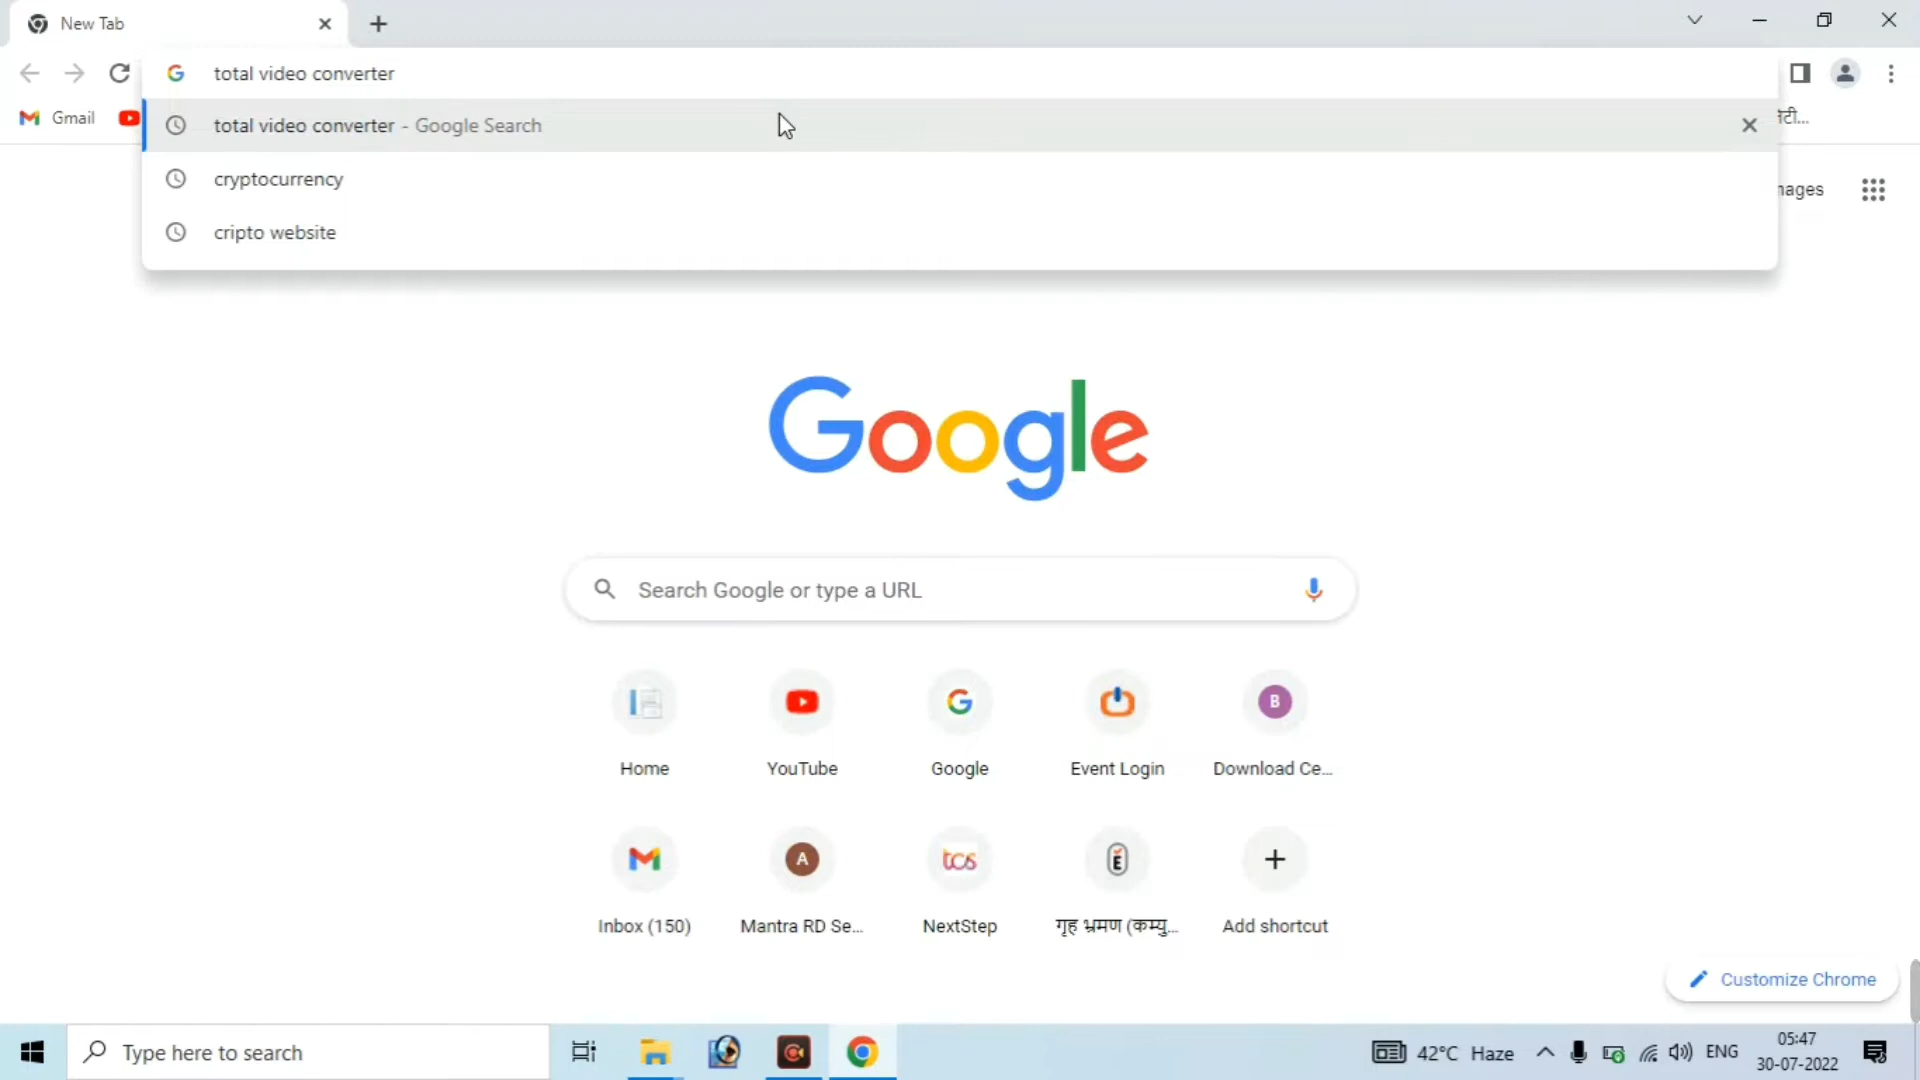 New Tab
total video converter
Gmail
total video converter - Google Search
cryptocurrency
cripto website
Google
Search Google or type a URL
B
Home
YouTube
Google
Event Login
Download Ce...
A
tcs
Inbox (150)
Mantra RD Se...
NextStep
गृह भ्रमण (कम्यु...
Add shortcut
Customize Chrome
Type here to search
42°C Haze
ENG
05:47
30-07-2022